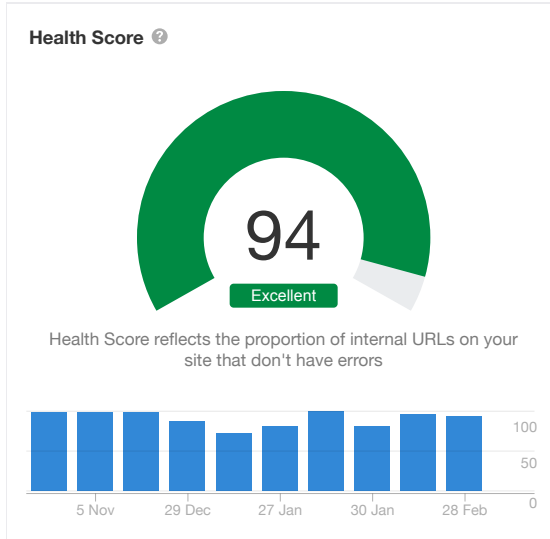 Health Score ?
94
Excellent
Health Score reflects the proportion of internal URLs on your
site that don't have errors
100
50
0
5 Nov 29 Dec 27 Jan 30 Jan 28 Feb